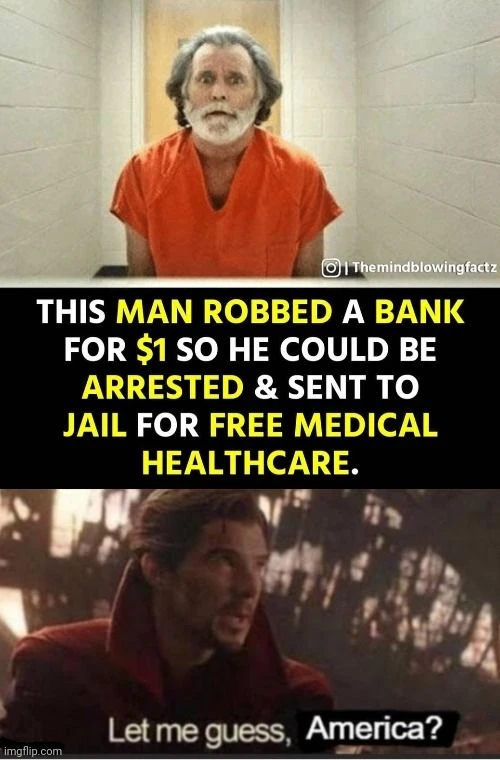 | Themindblowingfactz
THIS MAN ROBBED A BANK
FOR $1 SO HE COULD BE
ARRESTED & SENT TO
JAIL FOR FREE MEDICAL
HEALTHCARE.
Let me guess, America?
imgflip.com